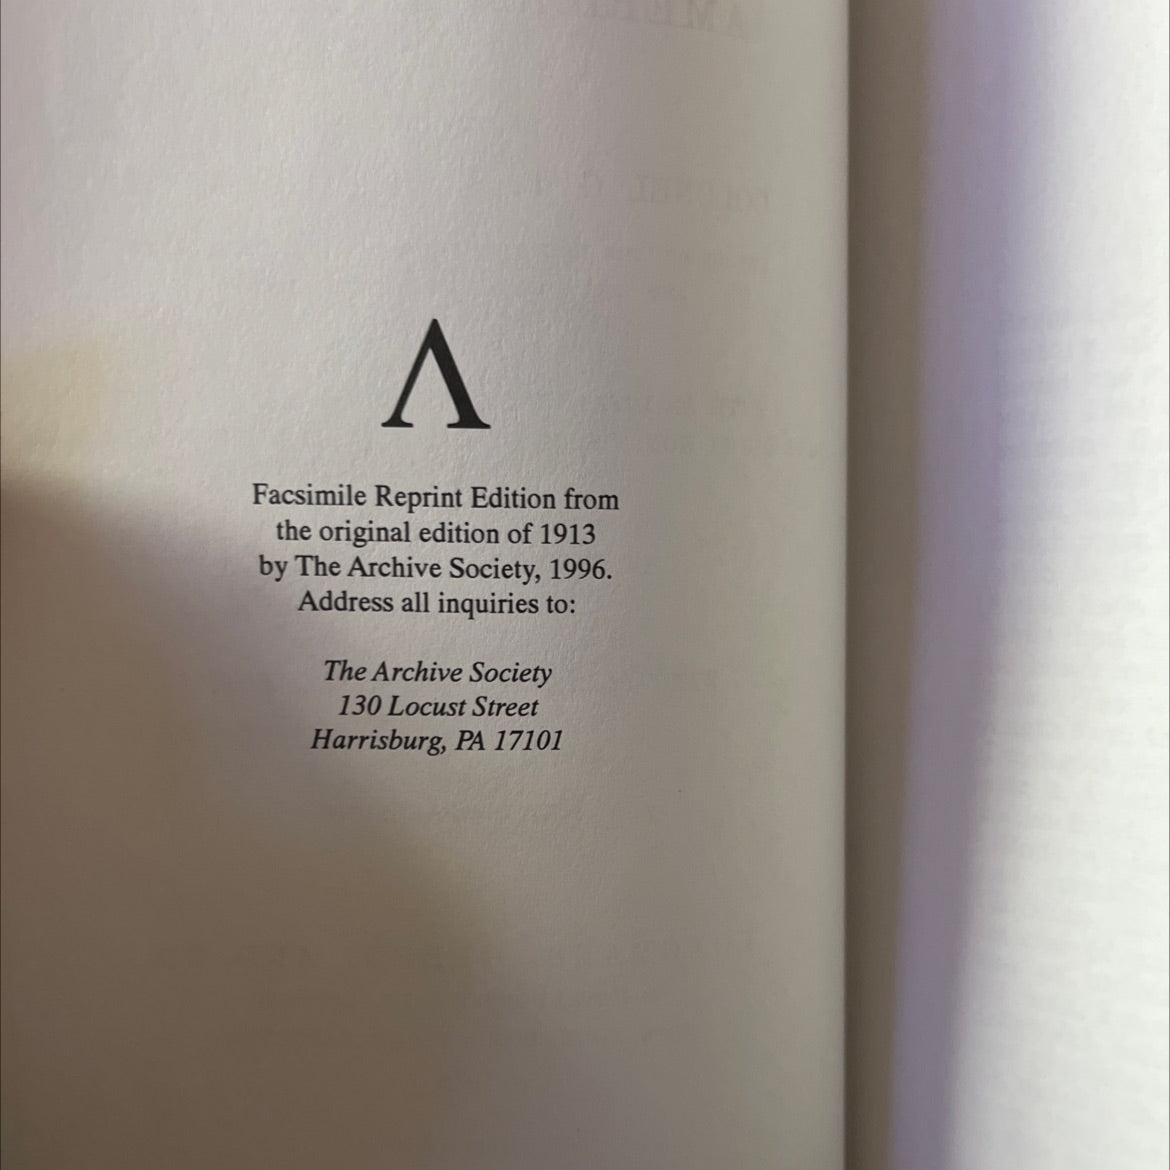 Λ
Facsimile Reprint Edition from
the original edition of 1913
by The Archive Society, 1996.
Address all inquiries to:
The Archive Society
130 Locust Street
Harrisburg, PA 17101